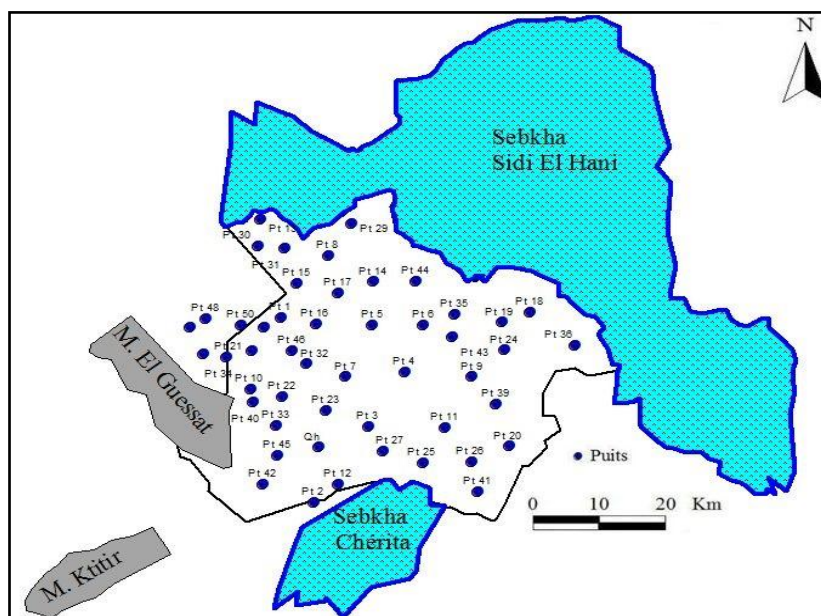 N
Sebkha
Sidi El Hani
Pt 13
Pt 29
Pt 30
Pt 8
Pt 31
Pt 15
Pt 17
Pt 14
Pt 44
Pt 48
Pt 50
Pt 1
Pt 16
Pt 5
Pt 6
Pt 35
Pt 19
Pt 18
Pt 36
M. El Guessat
Pt 21
Pt 46
Pt 32
Pt 43
Pt 24
Pt 34
Pt 10
Pt 22
Pt 7
Pt 4
Pt 9
Pt 40
Pt 33
Pt 23
Pt 3
Pt 11
Pt 39
Pt 45
Qh
Pt 27
Pt 25
Pt 26
Pt 20
Puits
Pt 42
Pt 12
Pt 2
Pt 41
0 10 20 Km
Sebkha
Chérita
M. Ktitir